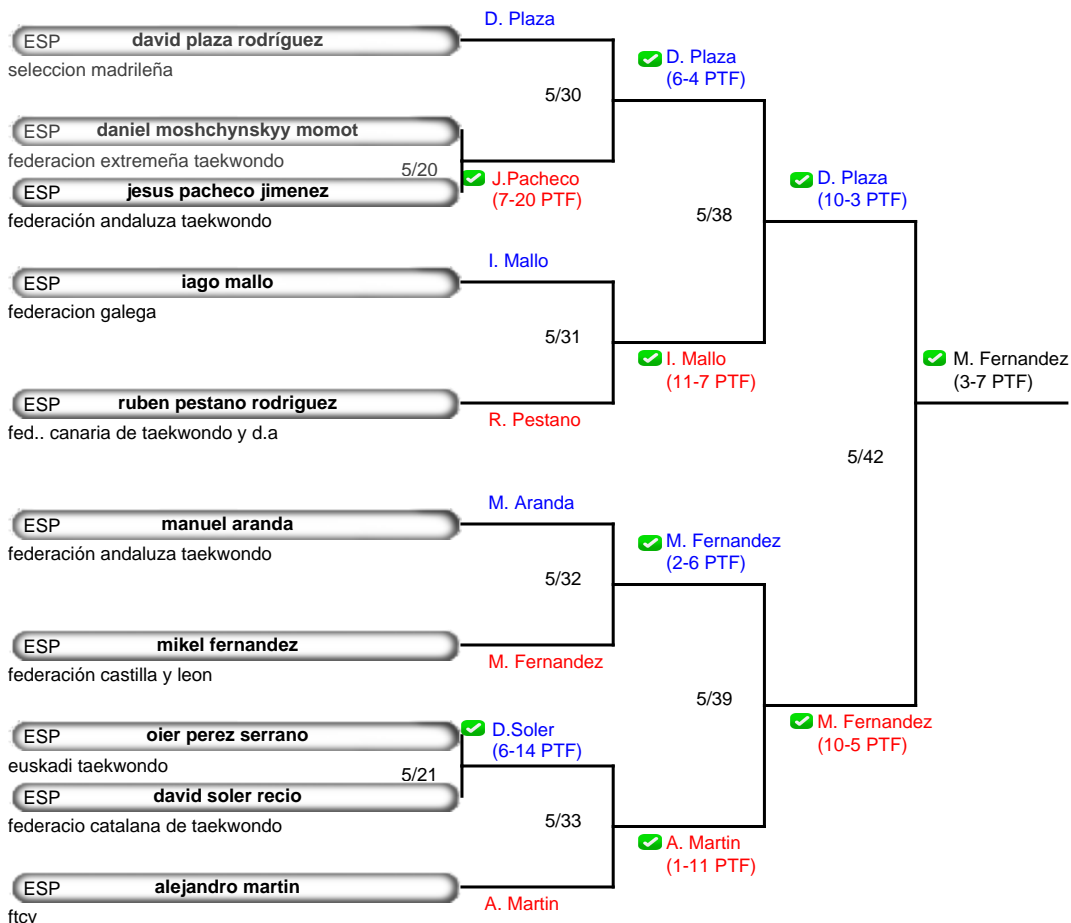 D. Plaza
ESP david plaza rodríguez
seleccion madrileña
D. Plaza
(6-4 PTF)
5/30
ESP daniel moshchynskyy momot
federacion extremeña taekwondo
5/20
J.Pacheco
(7-20 PTF)
ESP jesus pacheco jimenez
federación andaluza taekwondo
D. Plaza
(10-3 PTF)
5/38
I. Mallo
ESP iago mallo
federacion galega
5/31
I. Mallo
(11-7 PTF)
M. Fernandez
(3-7 PTF)
ESP ruben pestano rodriguez
fed.. canaria de taekwondo y d.a
R. Pestano
5/42
M. Aranda
ESP manuel aranda
federación andaluza taekwondo
M. Fernandez
(2-6 PTF)
5/32
ESP mikel fernandez
federación castilla y leon
M. Fernandez
5/39
M. Fernandez
(10-5 PTF)
ESP oier perez serrano
euskadi taekwondo
D.Soler
(6-14 PTF)
5/21
ESP david soler recio
federacio catalana de taekwondo
5/33
A. Martin
(1-11 PTF)
ESP alejandro martin
ftcv
A. Martin